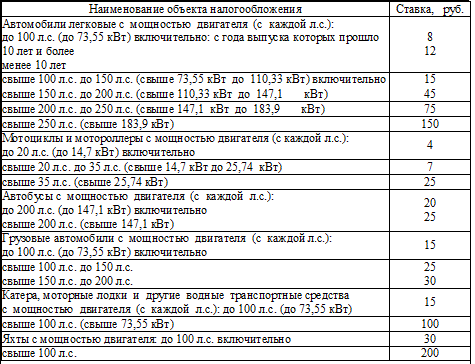 Наименование объекта налогообложения Ставка, руб.
Автомобили легковые с мощностью двигателя (с каждой л.с.):
до 100 л.с. (до 73,55 кВт) включительно: с года выпуска которых прошло 8
10 лет и более 12
менее 10 лет
свыше 100 л.с. до 150 л.с. (свыше 73,55 кВт до 110,33 кВт) включительно 15
свыше 150 л.с. до 200 л.с. (свыше 110,33 кВт до 147,1 кВт) 45
свыше 200 л.с. до 250 л.с. (свыше 147,1 кВт до 183,9 кВт) 75
свыше 250 л.с. (свыше 183,9 кВт) 150
Мотоциклы и мотороллеры с мощностью двигателя (с каждой л.с.): 4
до 20 л.с. (до 14,7 кВт) включительно
свыше 20 л.с. до 35 л.с. (свыше 14,7 кВт до 25,74 кВт) 7
свыше 35 л.с. (свыше 25,74 кВт) 25
Автобусы с мощностью двигателя (с каждой л.с.): 20
до 200 л.с. (до 147,1 кВт) включительно 25
свыше 200 л.с. (свыше 147,1 кВт)
Грузовые автомобили с мощностью двигателя (с каждой л.с.): 15
до 100 л.с. (до 73,55 кВт) включительно
свыше 100 л.с. до 150 л.с. 25
свыше 150 л.с. до 200 л.с. 30
Катера, моторные лодки и другие водные транспортные средства 15
с мощностью двигателя (с каждой л.с.): до 100 л.с. (до 73,55 кВт)
свыше 100 л.с. (свыше 73,55 кВт) 100
Яхты с мощностью двигателя: до 100 л.с. включительно 30
свыше 100 л.с. 200